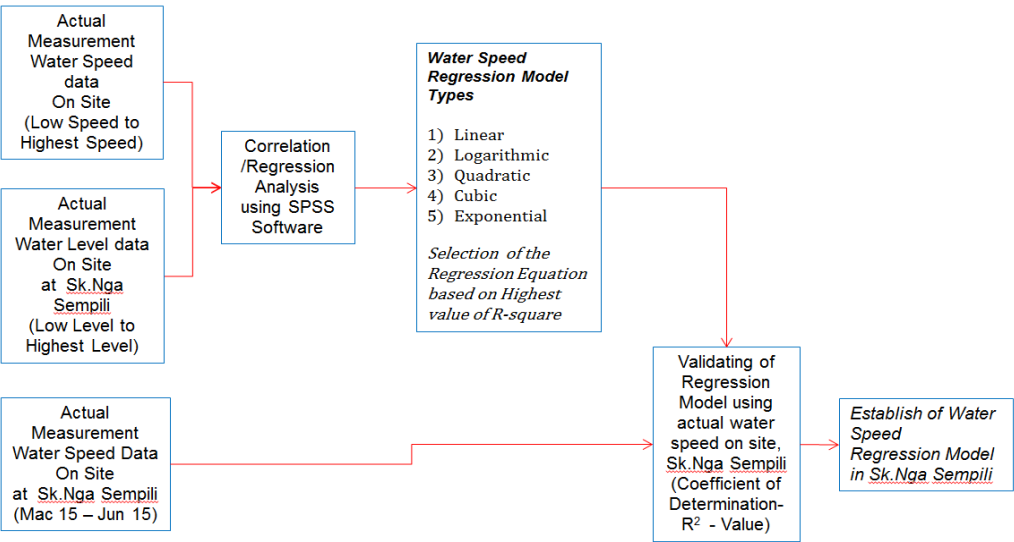 Actual
Measurement
Water Speed
data
On Site
(Low Speed to
Highest Speed)
Actual
Measurement
Water Level data
On Site
at Sk.Nga
Sempili
(Low Level to
Highest Level)
Actual
Measurement
Water Speed Data
On Site
at Sk.Nga Sempili
(Mac 15 – Jun 15)
Correlation
/Regression
Analysis
using SPSS
Software
Water Speed
Regression Model
Types
1) Linear
2) Logarithmic
3) Quadratic
4) Cubic
5) Exponential
Selection of the
Regression Equation
based on Highest
value of R-square
Validating of
Regression
Model using
actual water
speed on site,
Sk.Nga Sempili
(Coefficient of
Determination-
R² - Value)
Establish of Water
Speed
Regression Model
in Sk.Nga Sempili